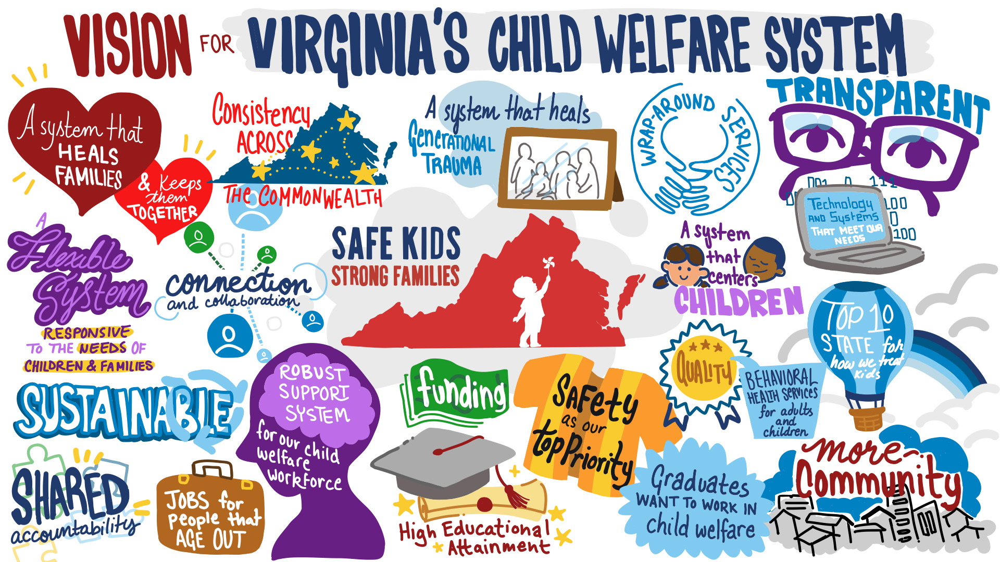 VISION FOR VIRGINIA'S CHILD WELFARE SYSTEM
A system that
HEALS
FAMILIES
& Keeps
them
TOGETHER
Consistency
ACROSS
THE COMMONWEALTH
A system that heals
Generational
TRAUMA
WRAP-AROUND SERVICES
TRANSPARENT
001 0 111
0
100
0
100
Technology
AND Systems
THAT MEET OUR
NEEDS
A
Flexible
System
RESPONSIVE
TO THE NEEDS OF
CHILDREN & FAMILIES
connection
and collaboration
SAFE KIDS
STRONG FAMILIES
A system
that
centers
CHILDREN
TOP 10
STATE for
how we treat
kids
SUSTAINABLE
ROBUST
SUPPORT
SYSTEM
for our child
welfare
workforce
funding
SAFety
as our
topPriority
QUALITY
BEHAVIORAL
HEALTH SERVICES
for adults
and
children
SHARED
accountability
JOBS for
people that
AGE OUT
High Educational
Attainment
Graduates
WANT TO WORK IN
child welfare
more
Community